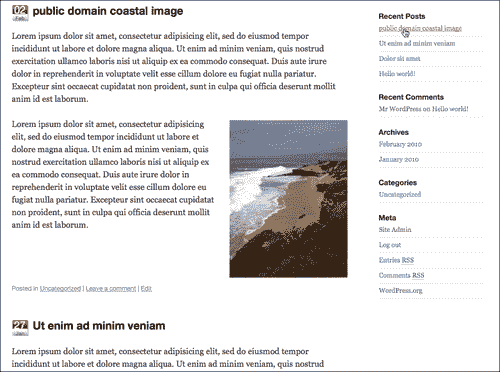 02
Feb
public domain coastal image
Lorem ipsum dolor sit amet, consectetur adipisicing elit, sed do eiusmod tempor
incididunt ut labore et dolore magna aliqua. Ut enim ad minim veniam, quis nostrud
exercitation ullamco laboris nisi ut aliquip ex ea commodo consequat. Duis aute irure
dolor in reprehenderit in voluptate velit esse cillum dolore eu fugiat nulla pariatur.
Excepteur sint occaecat cupidatat non proident, sunt in culpa qui officia deserunt mollit
anim id est laborum.
Lorem ipsum dolor sit amet, consectetur adipisicing
elit, sed do eiusmod tempor incididunt ut labore et
dolore magna aliqua. Ut enim ad minim veniam, quis
nostrud exercitation ullamco laboris nisi ut aliquip ex
ea commodo consequat. Duis aute irure dolor in
reprehenderit in voluptate velit esse cillum dolore eu
fugiat nulla pariatur. Excepteur sint occaecat cupidatat
non proident, sunt in culpa qui officia deserunt mollit
anim id est laborum.
Posted in Uncategorized | Leave a comment | Edit
27
Jan
Ut enim ad minim veniam
Lorem ipsum dolor sit amet, consectetur adipisicing elit, sed do eiusmod tempor
incididunt ut labore et dolore magna aliqua. Ut enim ad minim veniam, quis nostrud
Recent Posts
public domain coastal image
Ut enim ad minim veniam
Dolor sit amet
Hello world!
Recent Comments
Mr WordPress on Hello world!
Archives
February 2010
January 2010
Categories
Uncategorized
Meta
Site Admin
Log out
Entries RSS
Comments RSS
WordPress.org